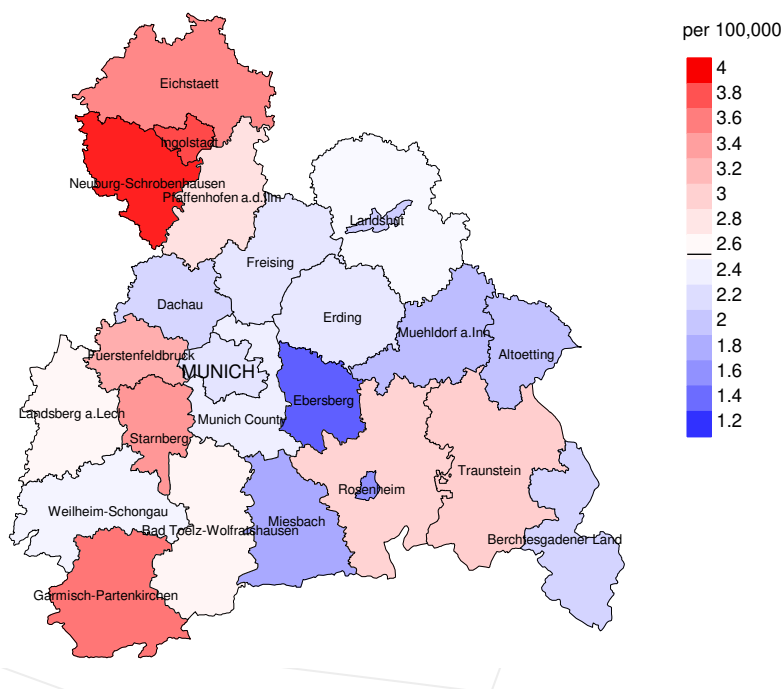 per 100,000
4
3.8
3.6
3.4
3.2
3
2.8
2.6
2.4
2.2
2
1.8
1.6
1.4
1.2
Eichstaett
Ingolstadt
Neuburg-Schrobenhausen
Pfaffenhofen a.d.Ilm
Landshut
Freising
Dachau
Erding
Muehldorf a.Inn
Altoetting
Fuerstenfeldbruck
MUNICH
Ebersberg
Landsberg a.Lech
Munich County
Starnberg
Traunstein
Rosenheim
Weilheim-Schongau
Miesbach
Bad Toelz-Wolfratshausen
Berchtesgadener Land
Garmisch-Partenkirchen